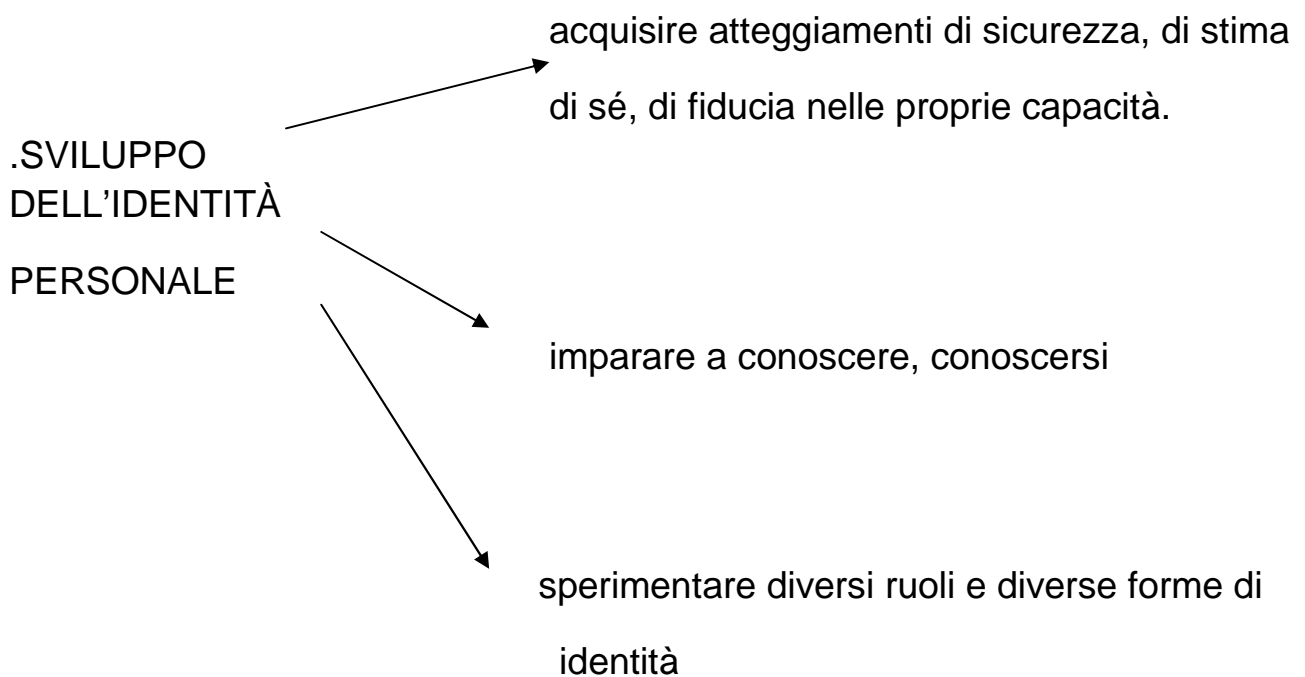 acquisire atteggiamenti di sicurezza, di stima
di sé, di fiducia nelle proprie capacità.
.SVILUPPO
DELL’IDENTITÀ
PERSONALE
imparare a conoscere, conoscersi
sperimentare diversi ruoli e diverse forme di
identità